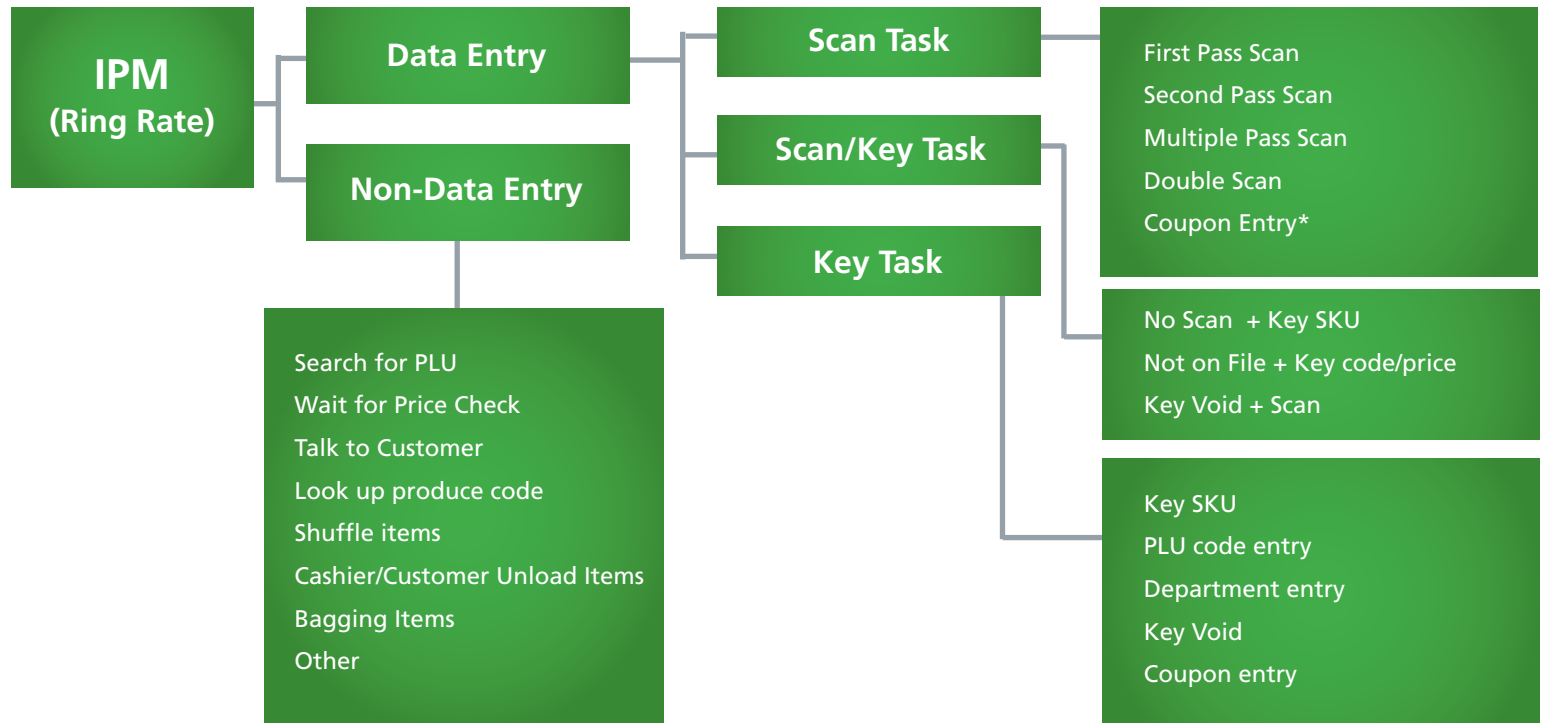 IPM
(Ring Rate)
Data Entry
Non-Data Entry
Search for PLU
Wait for Price Check
Talk to Customer
Look up produce code
Shuffle items
Cashier/Customer Unload Items
Bagging Items
Other
Scan Task
Scan/Key Task
Key Task
First Pass Scan
Second Pass Scan
Multiple Pass Scan
Double Scan
Coupon Entry*
No Scan + Key SKU
Not on File + Key code/price
Key Void + Scan
Key SKU
PLU code entry
Department entry
Key Void
Coupon entry